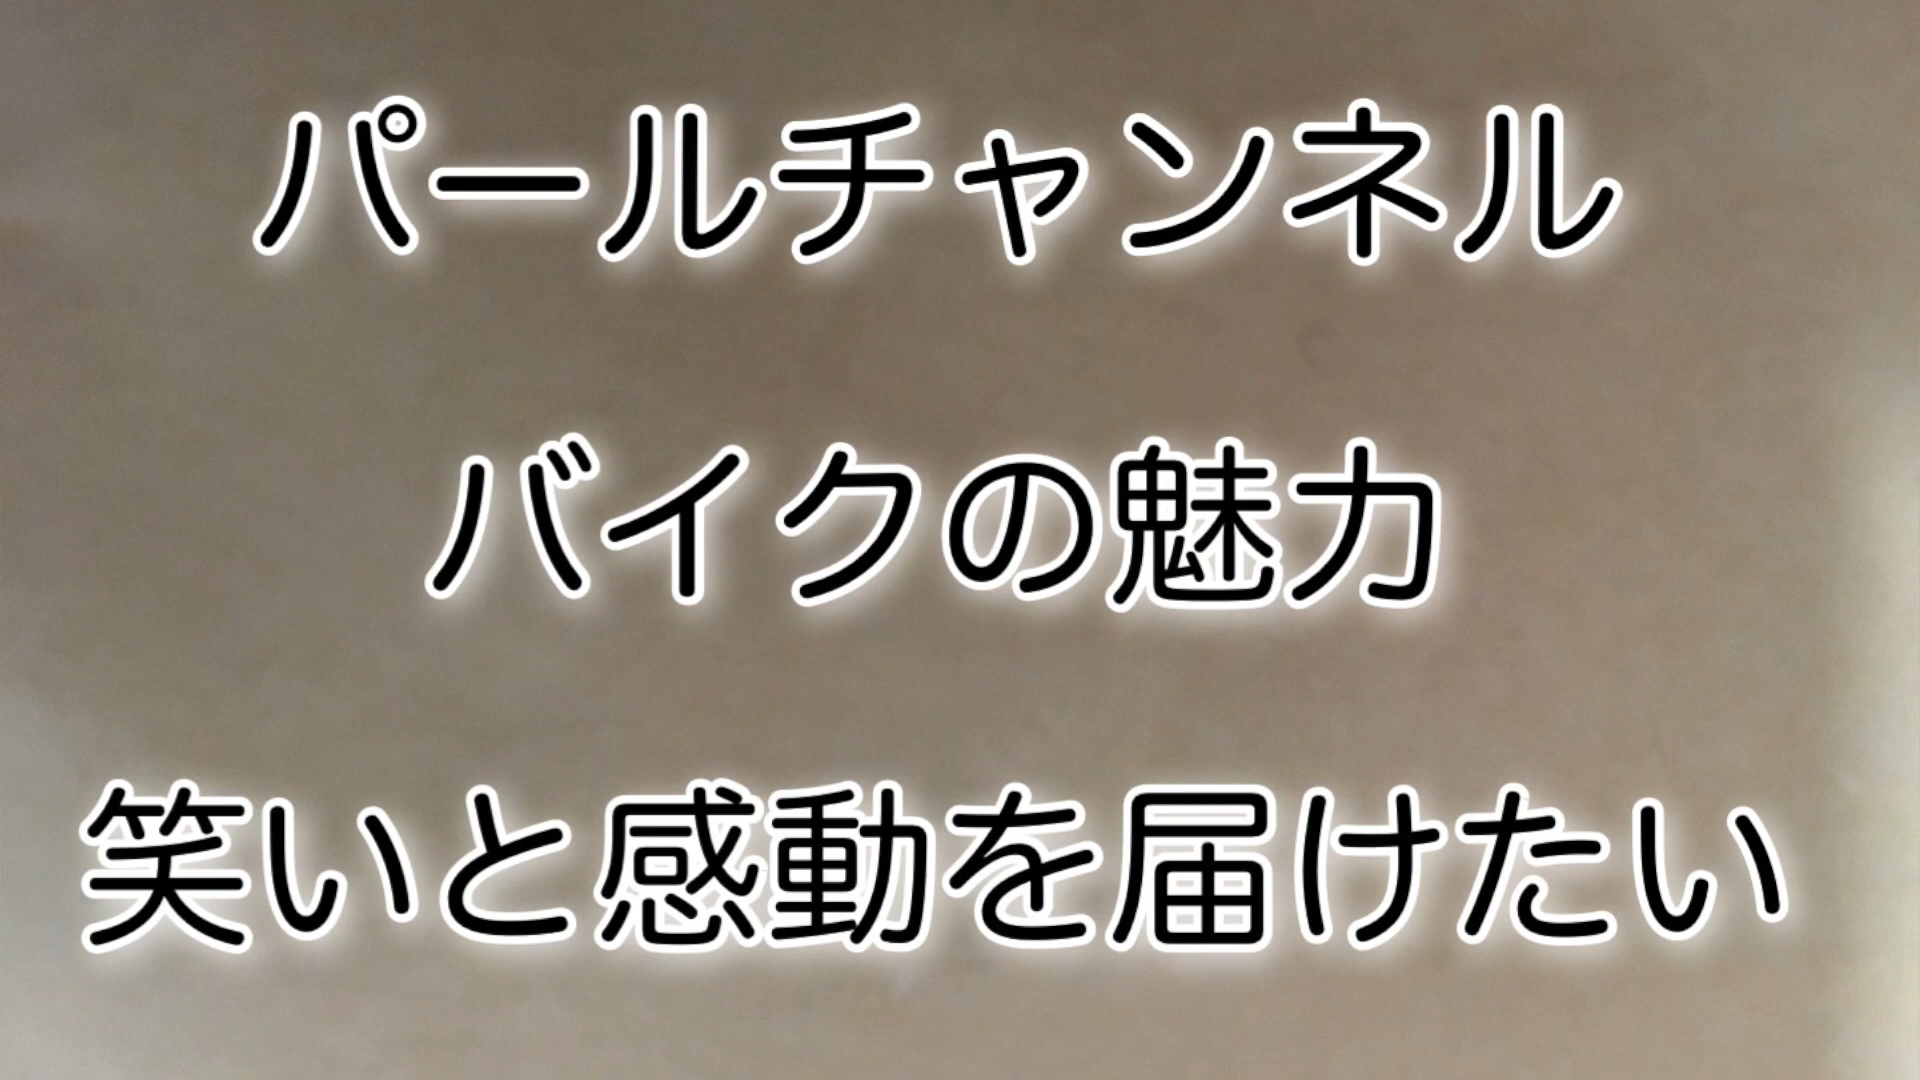 パールチャンネル
バイクの魅力
笑いと感動を届けたい